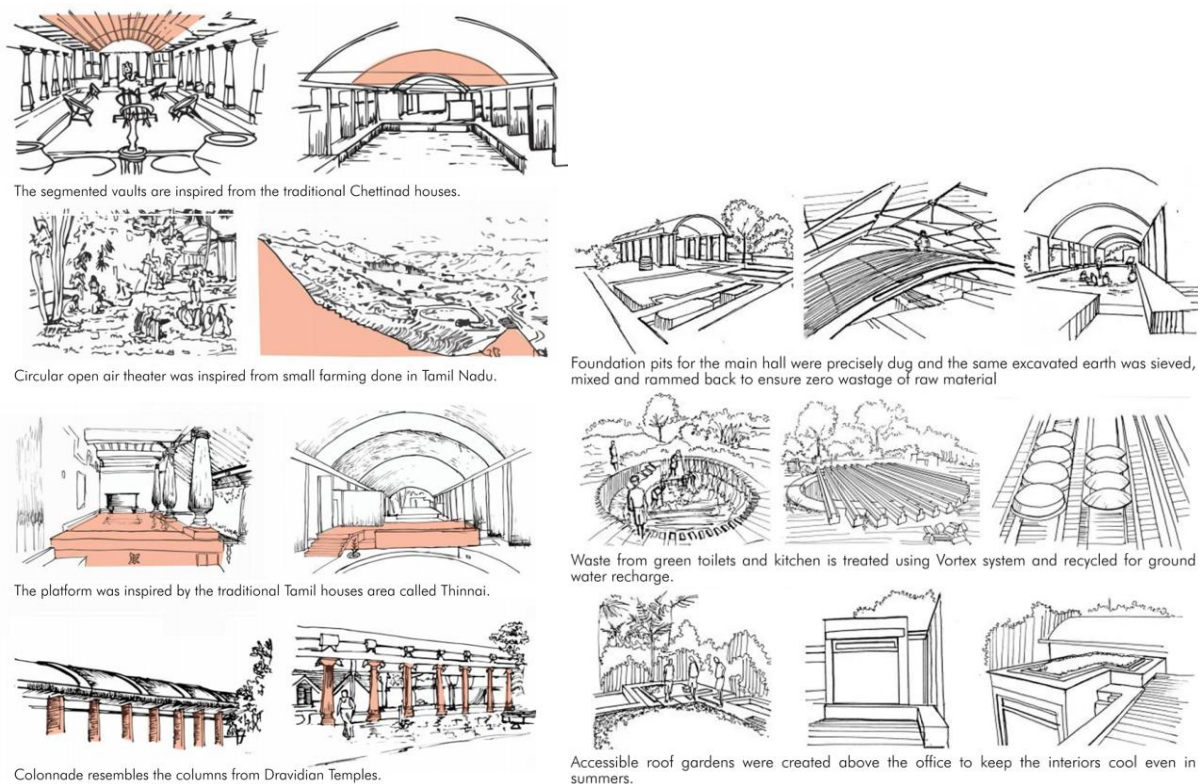 The segmented vaults are inspired from the traditional Chettinad houses.
Circular open air theater was inspired from small farming done in Tamil Nadu.
The platform was inspired by the traditional Tamil houses area called Thinnai.
Colonnade resembles the columns from Dravidian Temples.
Foundation pits for the main hall were precisely dug and the same excavated earth was sieved,
mixed and rammed back to ensure zero wastage of raw material
Waste from green toilets and kitchen is treated using Vortex system and recycled for ground
water recharge.
Accessible roof gardens were created above the office to keep the interiors cool even in
summers.